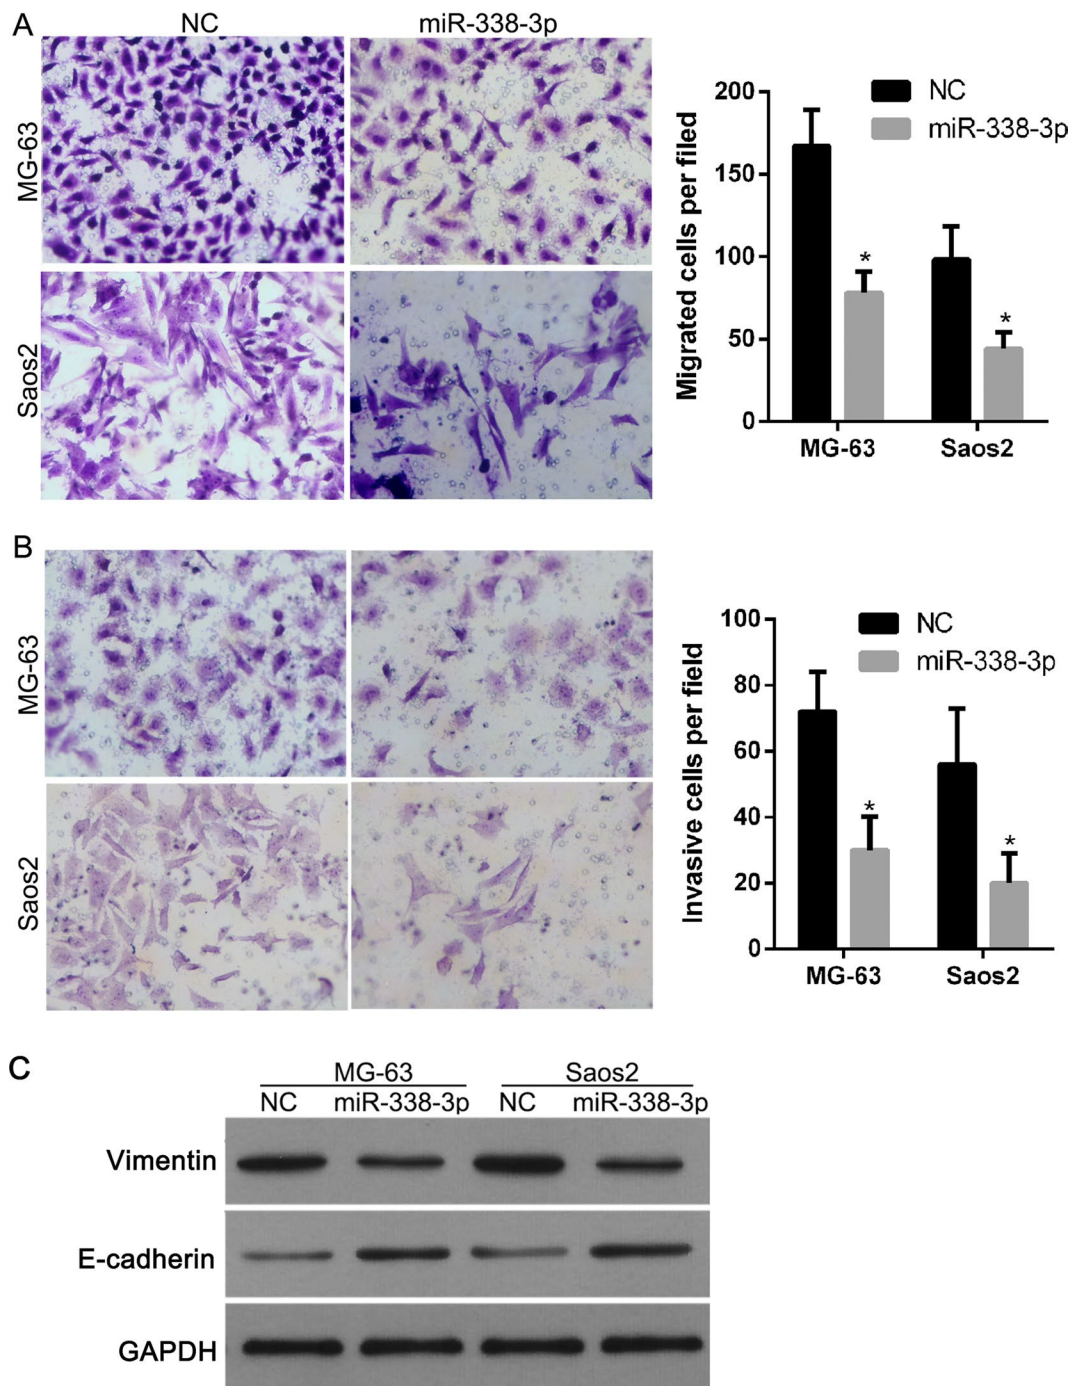 A
NC
miR-338-3p
MG-63
Saos2
Migrated cells per filed
200
150
100
50
0
NC
miR-338-3p
*
*
MG-63
Saos2
B
MG-63
Saos2
Invasive cells per field
100
80
60
40
20
0
NC
miR-338-3p
*
*
MG-63
Saos2
C
MG-63
Saos2
NC
miR-338-3p
NC
miR-338-3p
Vimentin
E-cadherin
GAPDH